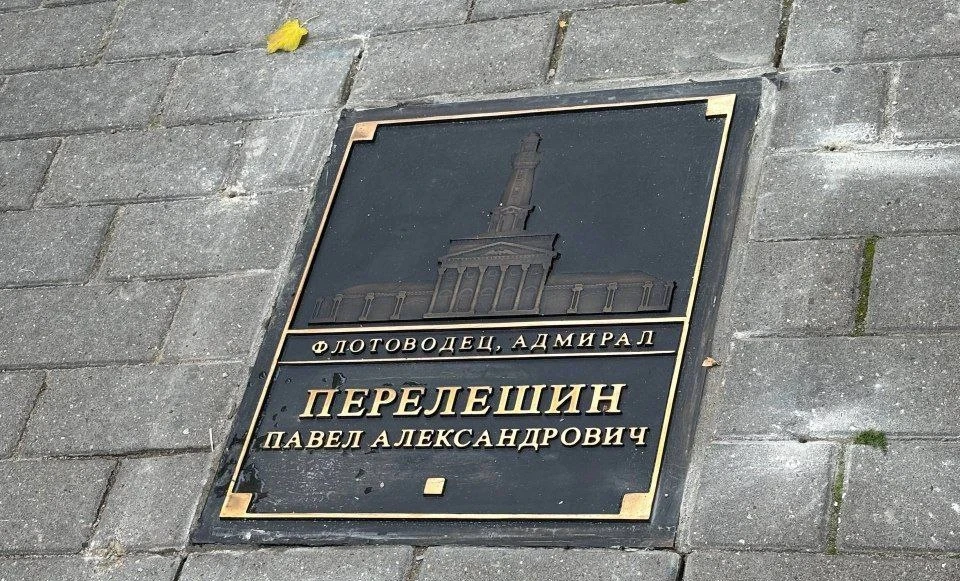 ФЛОТОВОДЕЦ, АДМИРАЛ
ПЕРЕЛЕШИН
ПАВЕЛ АЛЕКСАНДРОВИЧ